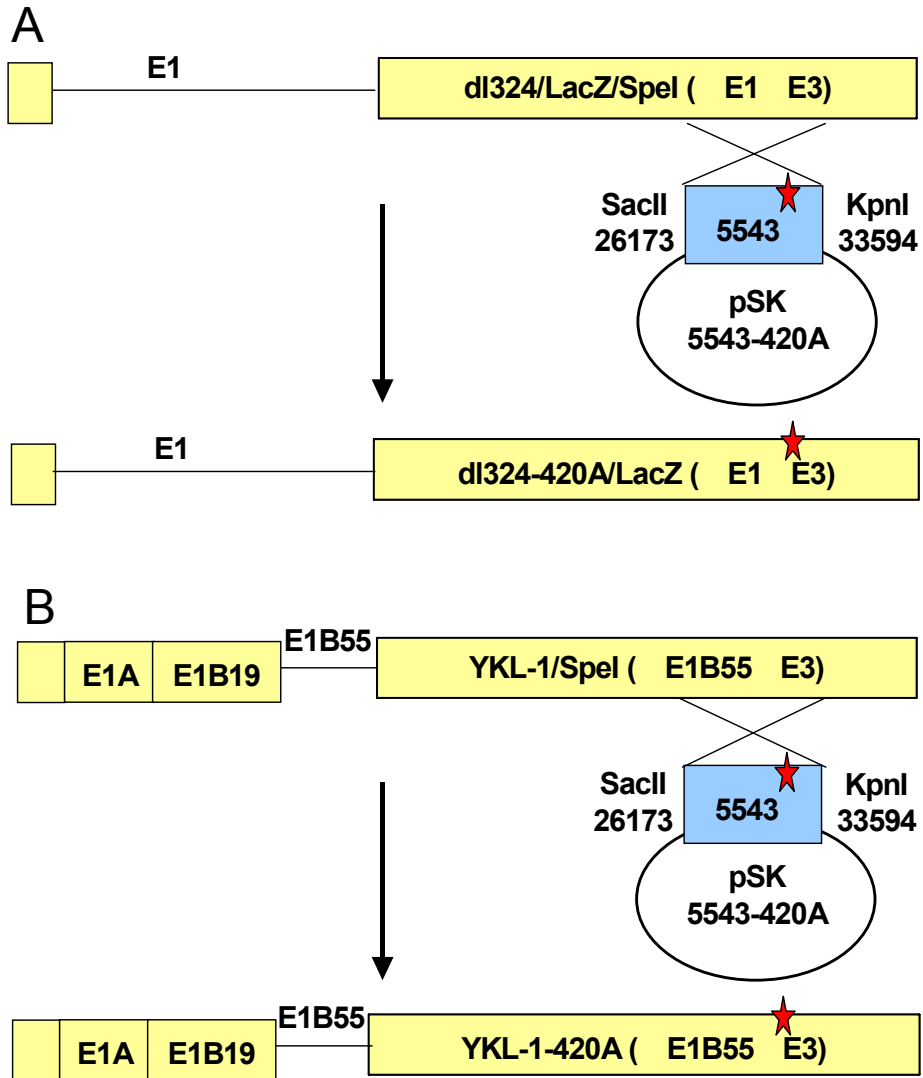 A
E1
dl324/LacZ/SpeI ( E1 E3)
SacII
26173
5543
KpnI
33594
pSK
5543-420A
E1
dl324-420A/LacZ ( E1 E3)
B
E1A
E1B19
E1B55
YKL-1/SpeI ( E1B55 E3)
SacII
26173
5543
KpnI
33594
pSK
5543-420A
E1A
E1B19
E1B55
YKL-1-420A ( E1B55 E3)